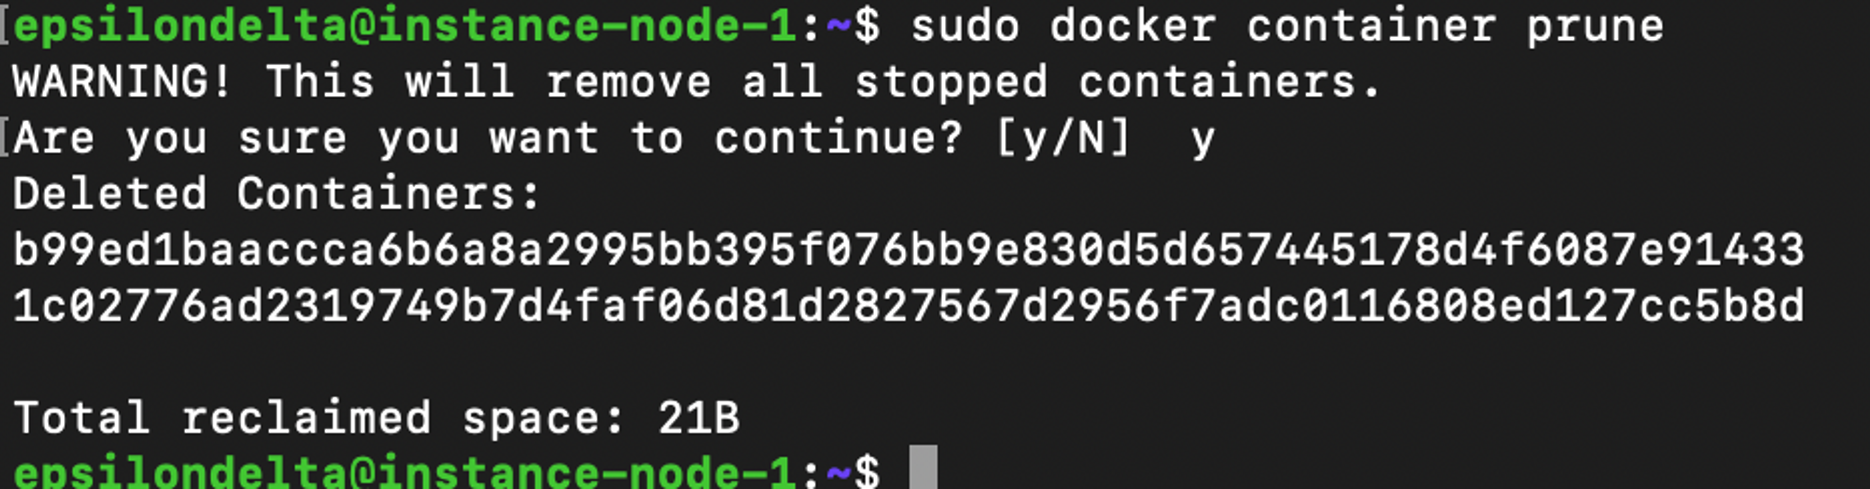 [epsilondelta@instance-node-1:~$ sudo docker container prune
WARNING! This will remove all stopped containers.
[Are you sure you want to continue? [y/N]  y
Deleted Containers:
b99ed1baaccca6b6a8a2995bb395f076bb9e830d5d657445178d4f6087e91433
1c02776ad2319749b7d4faf06d81d2827567d2956f7adc0116808ed127cc5b8d
Total reclaimed space: 21B
epsilondelta@instance-node-1:~$